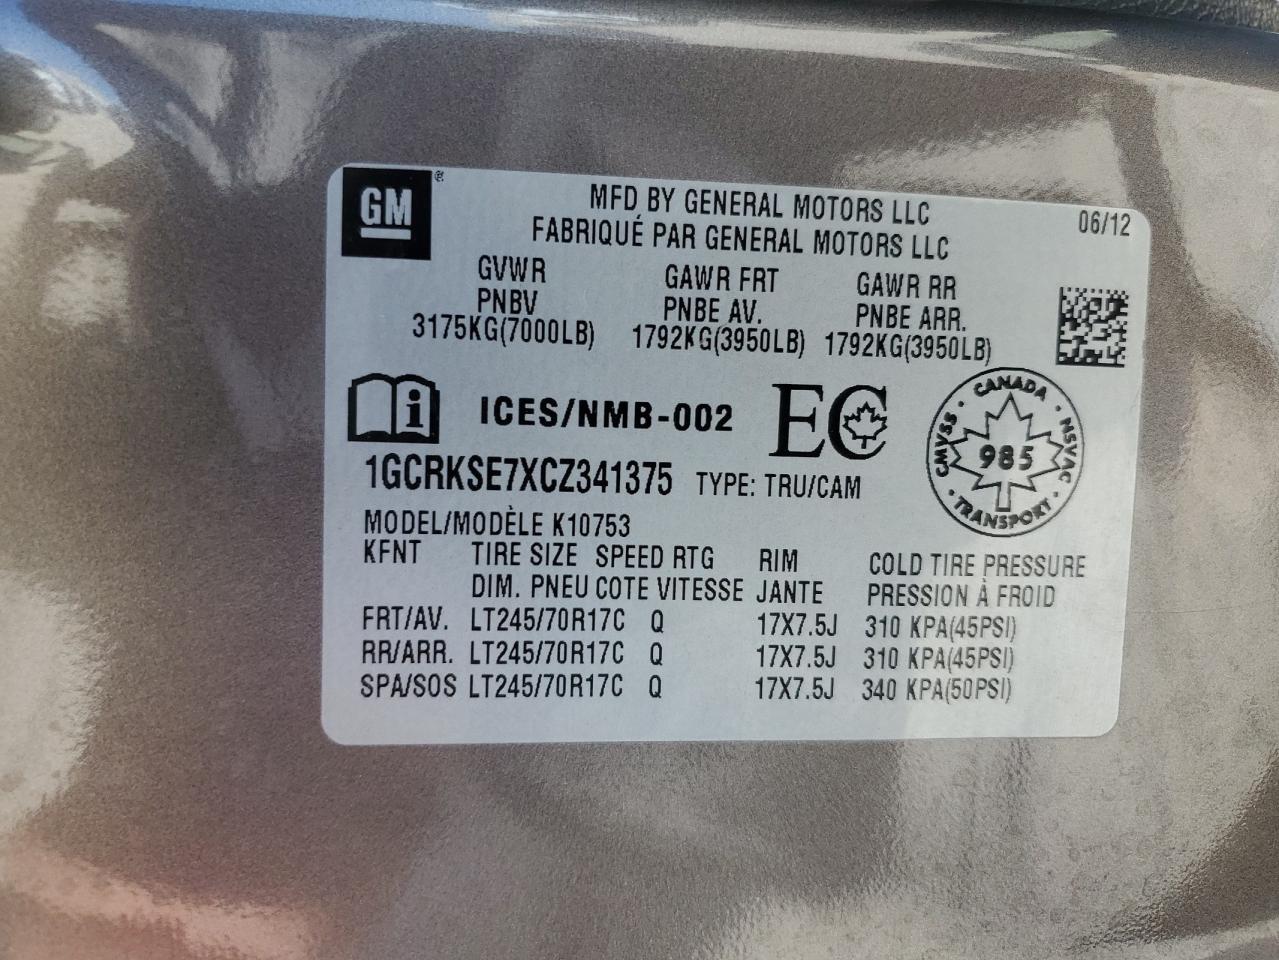 GM®
MFD BY GENERAL MOTORS LLC
06/12
FABRIQUÉ PAR GENERAL MOTORS LLC
GVWR GAWR FRT GAWR RR
PNBV PNBE AV. PNBE ARR.
3175KG(7000LB) 1792KG(3950LB) 1792KG(3950LB)
i ICES/NMB-002 EC
CANADA
CMVSS · 985 · NSVAC
· TRANSPORT ·
1GCRKSE7XCZ341375 TYPE: TRU/CAM
MODEL/MODÈLE K10753
KFNT TIRE SIZE SPEED RTG RIM COLD TIRE PRESSURE
DIM. PNEU COTE VITESSE JANTE PRESSION À FROID
FRT/AV. LT245/70R17C Q 17X7.5J 310 KPA(45PSI)
RR/ARR. LT245/70R17C Q 17X7.5J 310 KPA(45PSI)
SPA/SOS LT245/70R17C Q 17X7.5J 340 KPA(50PSI)